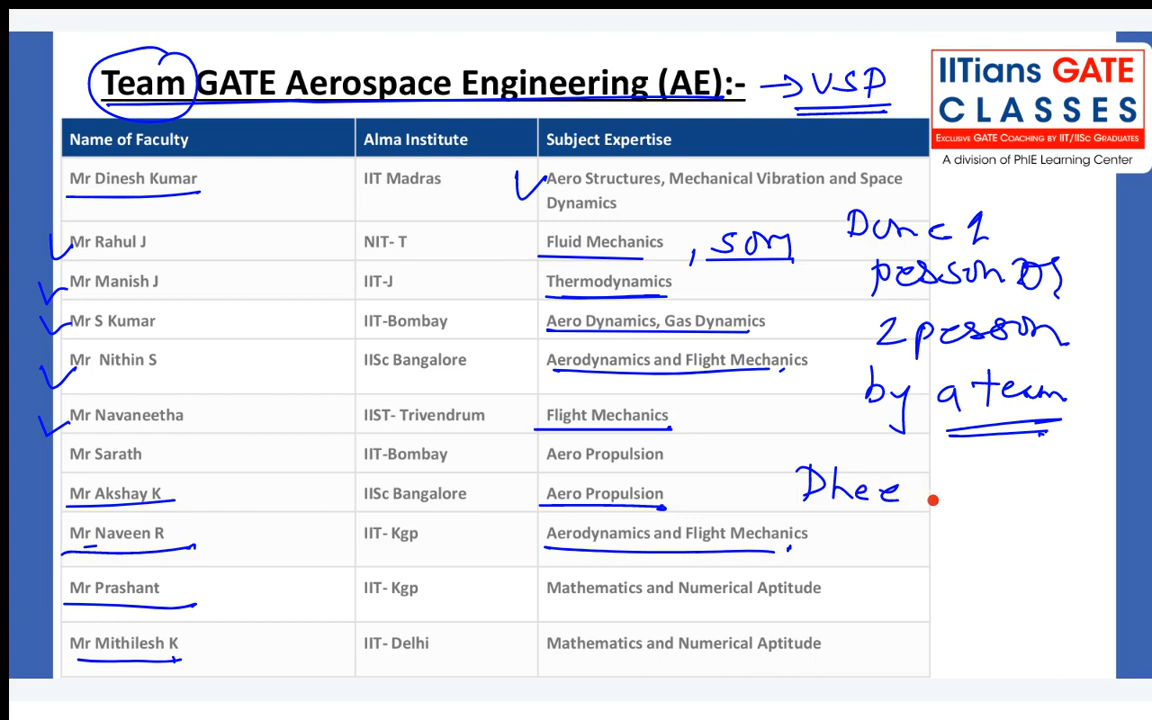 Team GATE Aerospace Engineering (AE):- → USP
IITians GATE
CLASSES
EXCLUSIVE GATE COACHING BY IIT/IISc GRADUATES
A division of PhIE Learning Center
Name of Faculty Alma Institute Subject Expertise
Mr Dinesh Kumar IIT Madras Aero Structures, Mechanical Vibration and Space
Dynamics
Mr Rahul J NIT- T Fluid Mechanics , SOM
Mr Manish J IIT-J Thermodynamics
Mr S Kumar IIT-Bombay Aero Dynamics, Gas Dynamics
Mr Nithin S IISc Bangalore Aerodynamics and Flight Mechanics
Mr Navaneetha IIST- Trivendrum Flight Mechanics
Mr Sarath IIT-Bombay Aero Propulsion
Mr Akshay K IISc Bangalore Aero Propulsion
Mr Naveen R IIT- Kgp Aerodynamics and Flight Mechanics
Mr Prashant IIT- Kgp Mathematics and Numerical Aptitude
Mr Mithilesh K IIT- Delhi Mathematics and Numerical Aptitude
person or
2 person
by a team
Dhee